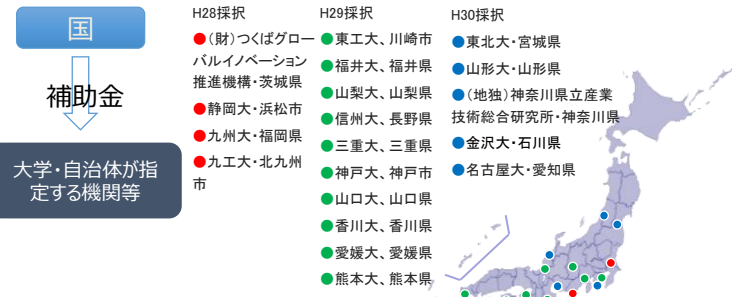 国
補助金
大学・自治体が指
定する機関等
H28採択
●(財)つくばグロー
バルイノベーション
推進機構・茨城県
●静岡大・浜松市
●九州大・福岡県
●九工大・北九州
市
H29採択
●東工大、川崎市
●福井大、福井県
●山梨大、山梨県
●信州大、長野県
●三重大、三重県
●神戸大、神戸市
●山口大、山口県
●香川大、香川県
●愛媛大、愛媛県
●熊本大、熊本県
H30採択
●東北大・宮城県
●山形大・山形県
●(地独)神奈川県立産業
技術総合研究所・神奈川県
●金沢大・石川県
●名古屋大・愛知県